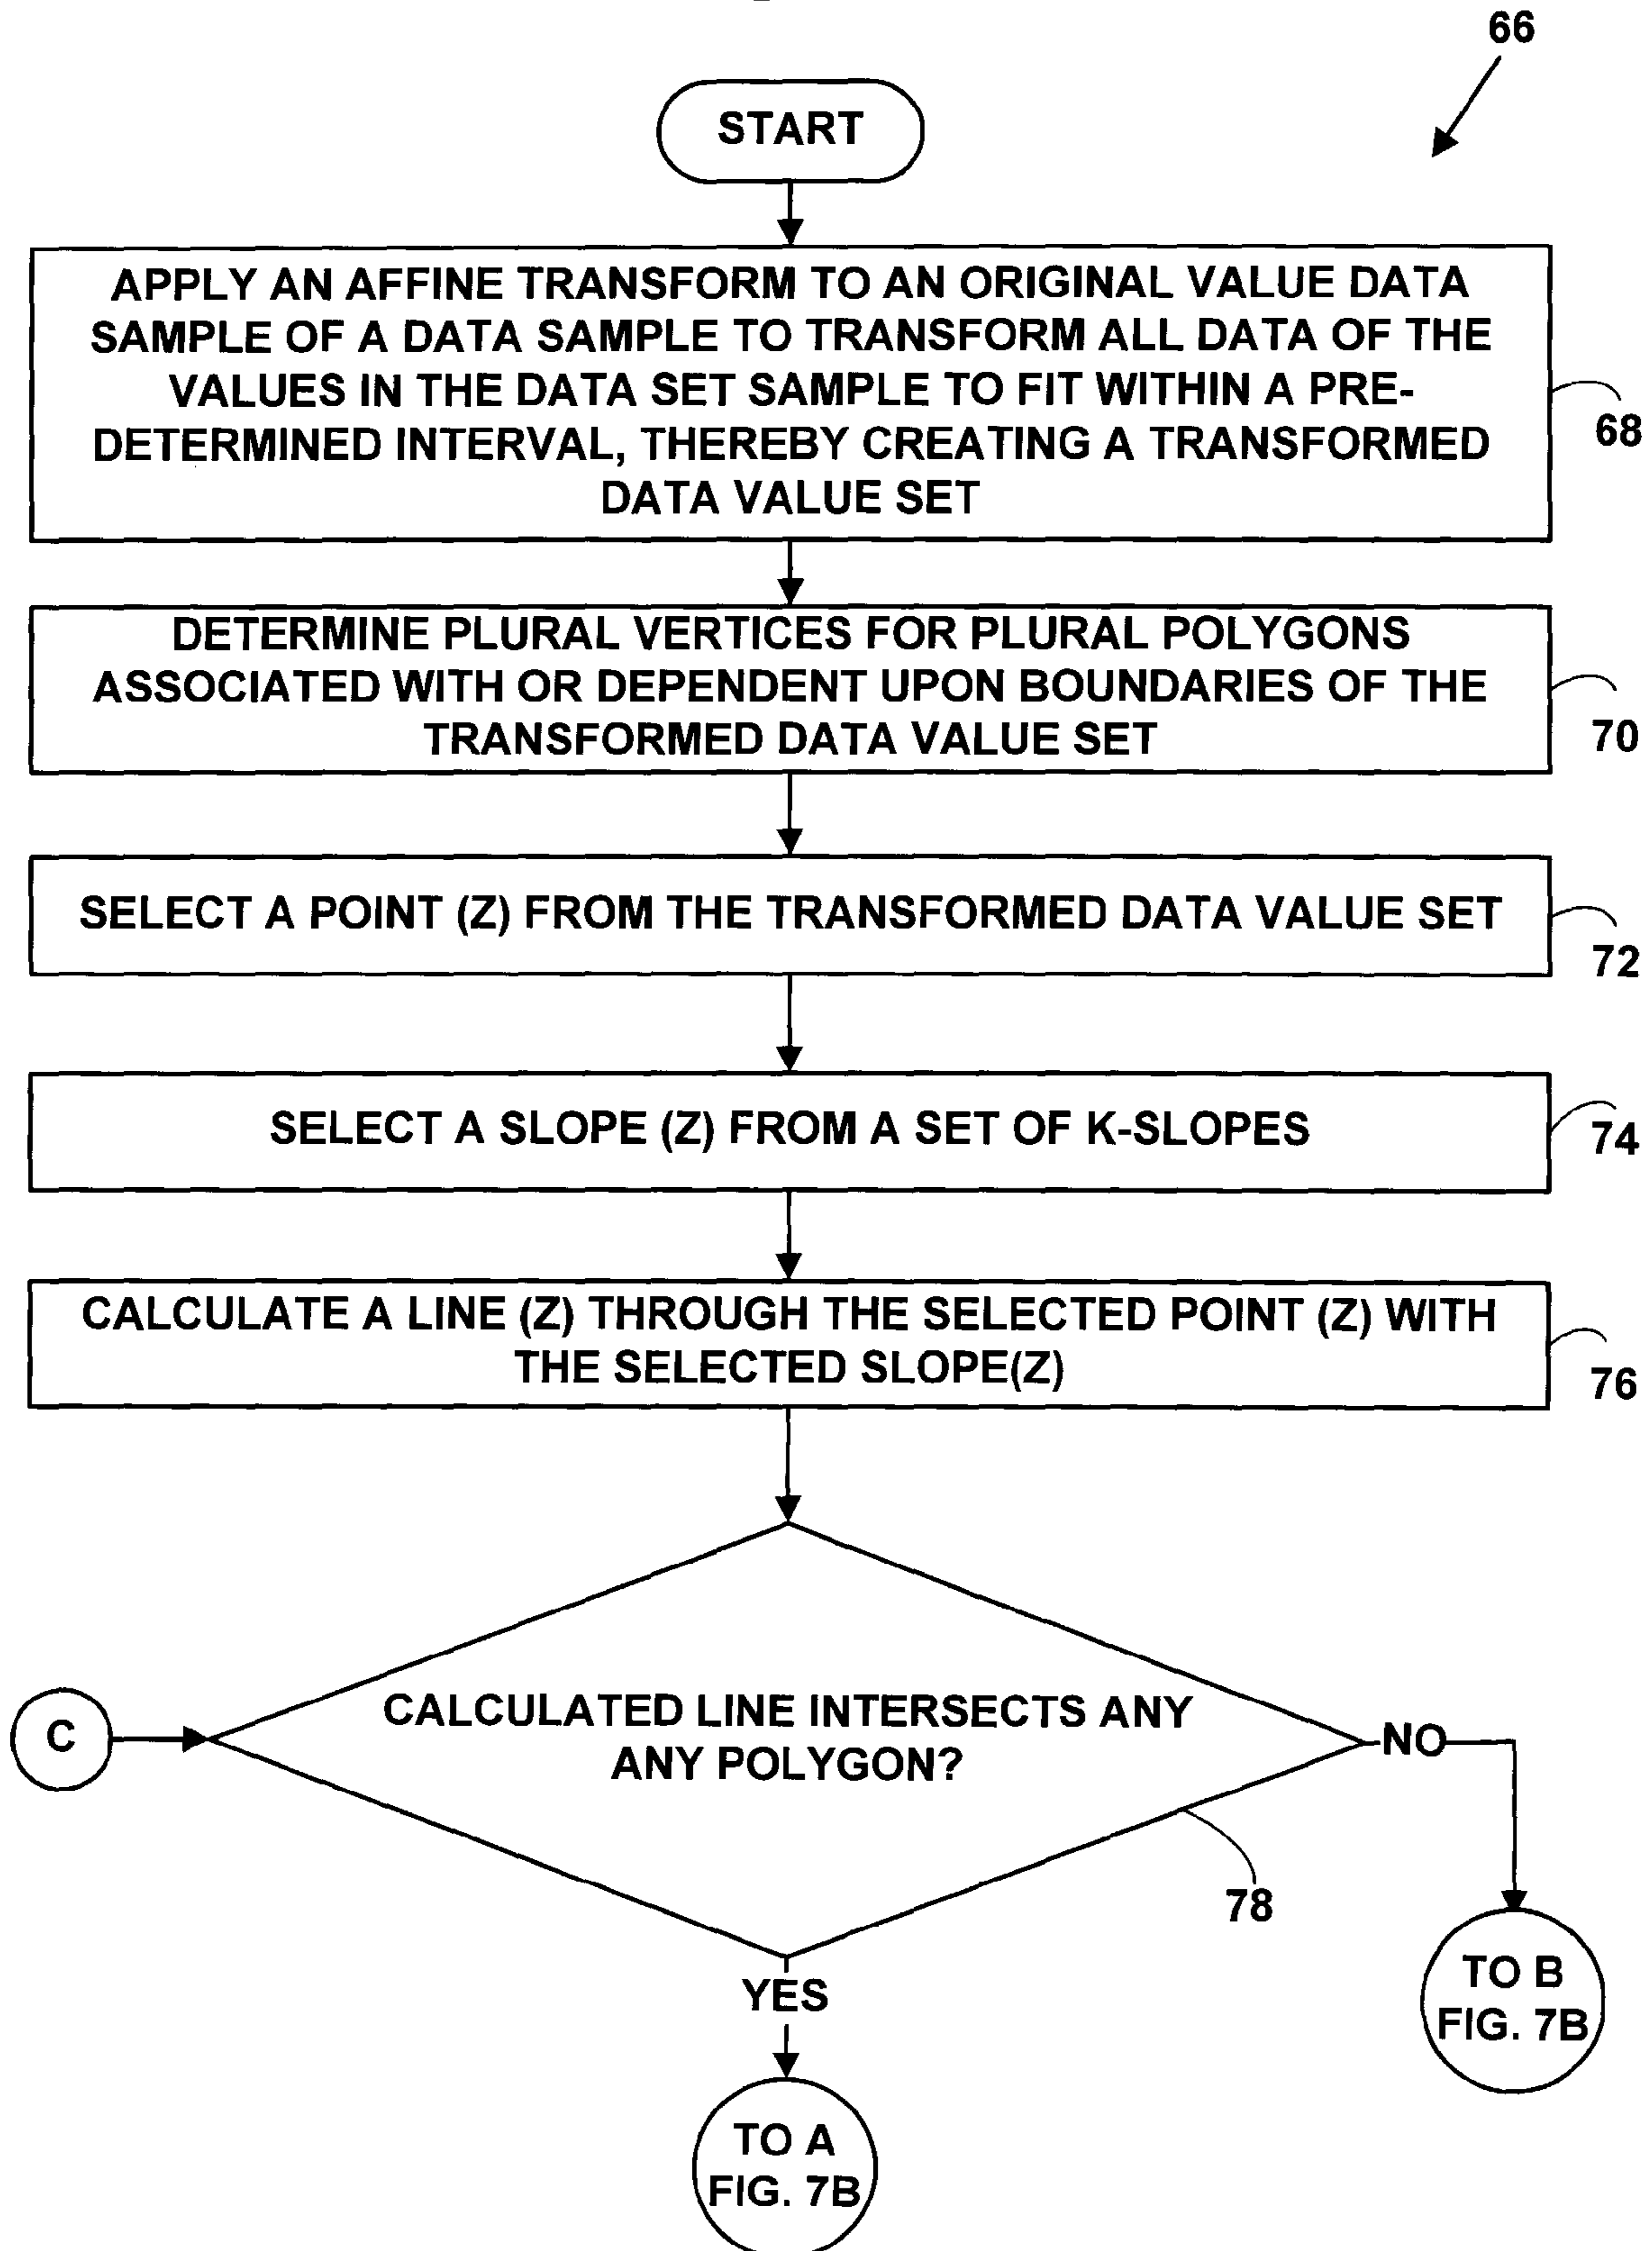 66
START
APPLY AN AFFINE TRANSFORM TO AN ORIGINAL VALUE DATA
SAMPLE OF A DATA SAMPLE TO TRANSFORM ALL DATA OF THE
VALUES IN THE DATA SET SAMPLE TO FIT WITHIN A PRE-
DETERMINED INTERVAL, THEREBY CREATING A TRANSFORMED
DATA VALUE SET
68
DETERMINE PLURAL VERTICES FOR PLURAL POLYGONS
ASSOCIATED WITH OR DEPENDENT UPON BOUNDARIES OF THE
TRANSFORMED DATA VALUE SET
70
SELECT A POINT (Z) FROM THE TRANSFORMED DATA VALUE SET
72
SELECT A SLOPE (Z) FROM A SET OF K-SLOPES
74
CALCULATE A LINE (Z) THROUGH THE SELECTED POINT (Z) WITH
THE SELECTED SLOPE(Z)
76
C
CALCULATED LINE INTERSECTS ANY
ANY POLYGON?
NO
78
YES
TO B
FIG. 7B
TO A
FIG. 7B